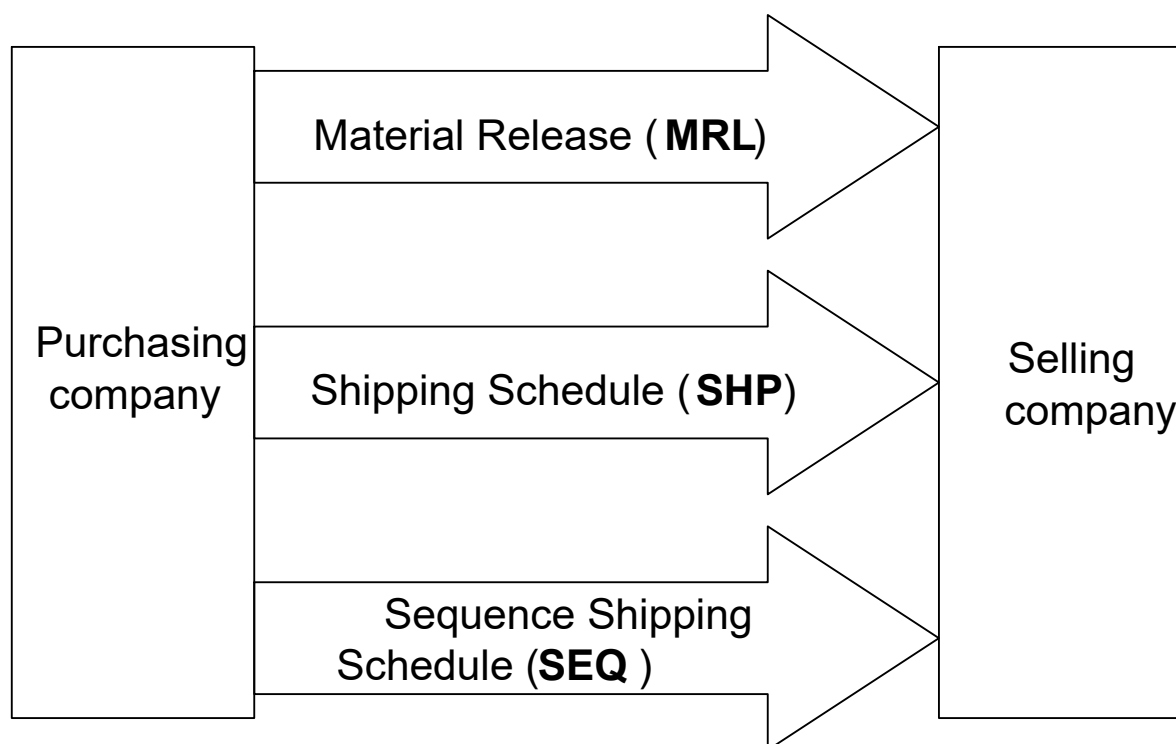 Material Release ( MRL)
Purchasing
company
Shipping Schedule ( SHP)
Selling
company
Sequence Shipping
Schedule (SEQ )